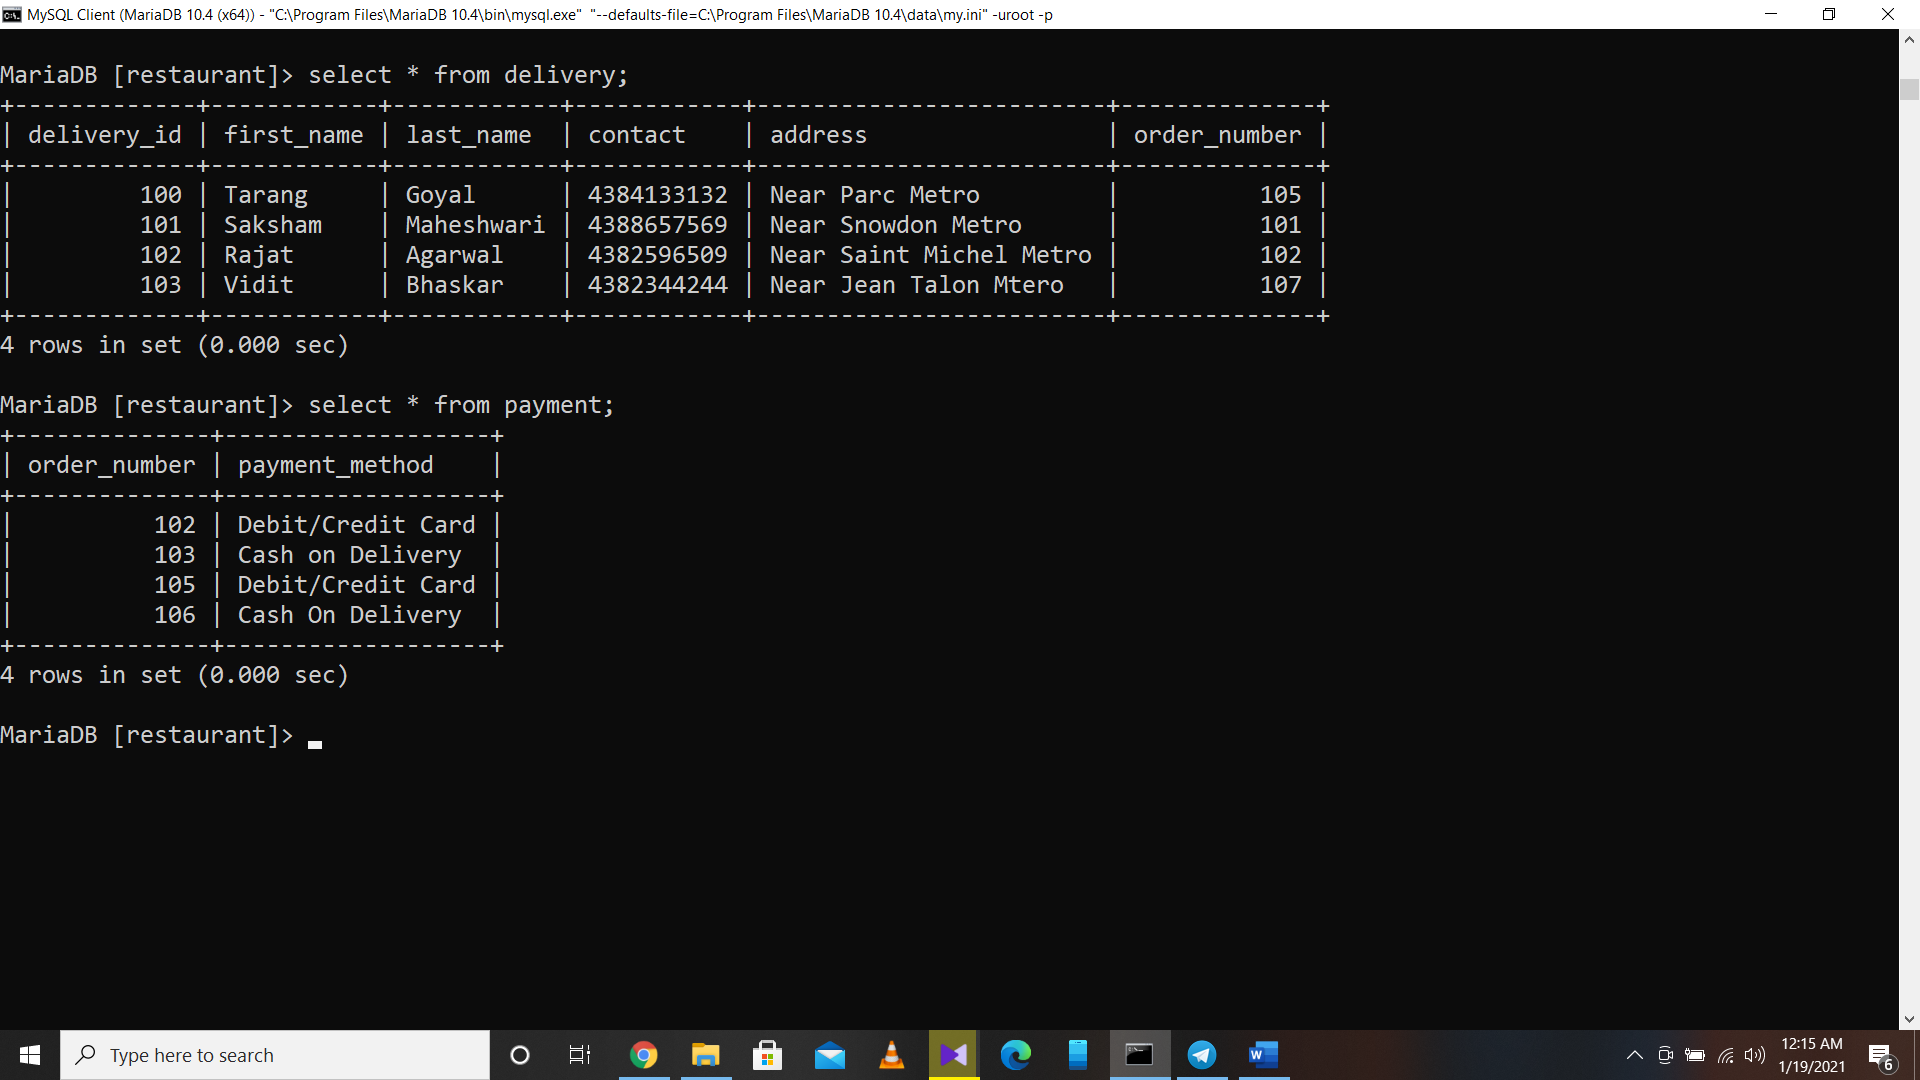 MySQL Client (MariaDB 10.4 (x64)) - "C:\Program Files\MariaDB 10.4\bin\mysql.exe"  "--defaults-file=C:\Program Files\MariaDB 10.4\data\my.ini" -uroot -p
MariaDB [restaurant]> select * from delivery;
+-------------+------------+------------+------------+-------------------------+--------------+
| delivery_id | first_name | last_name  | contact    | address                 | order_number |
+-------------+------------+------------+------------+-------------------------+--------------+
|         100 | Tarang     | Goyal      | 4384133132 | Near Parc Metro         |          105 |
|         101 | Saksham    | Maheshwari | 4388657569 | Near Snowdon Metro      |          101 |
|         102 | Rajat      | Agarwal    | 4382596509 | Near Saint Michel Metro |          102 |
|         103 | Vidit      | Bhaskar    | 4382344244 | Near Jean Talon Mtero   |          107 |
+-------------+------------+------------+------------+-------------------------+--------------+
4 rows in set (0.000 sec)
MariaDB [restaurant]> select * from payment;
+--------------+-------------------+
| order_number | payment_method    |
+--------------+-------------------+
|          102 | Debit/Credit Card |
|          103 | Cash on Delivery  |
|          105 | Debit/Credit Card |
|          106 | Cash On Delivery  |
+--------------+-------------------+
4 rows in set (0.000 sec)
MariaDB [restaurant]>
Type here to search
12:15 AM
1/19/2021
6